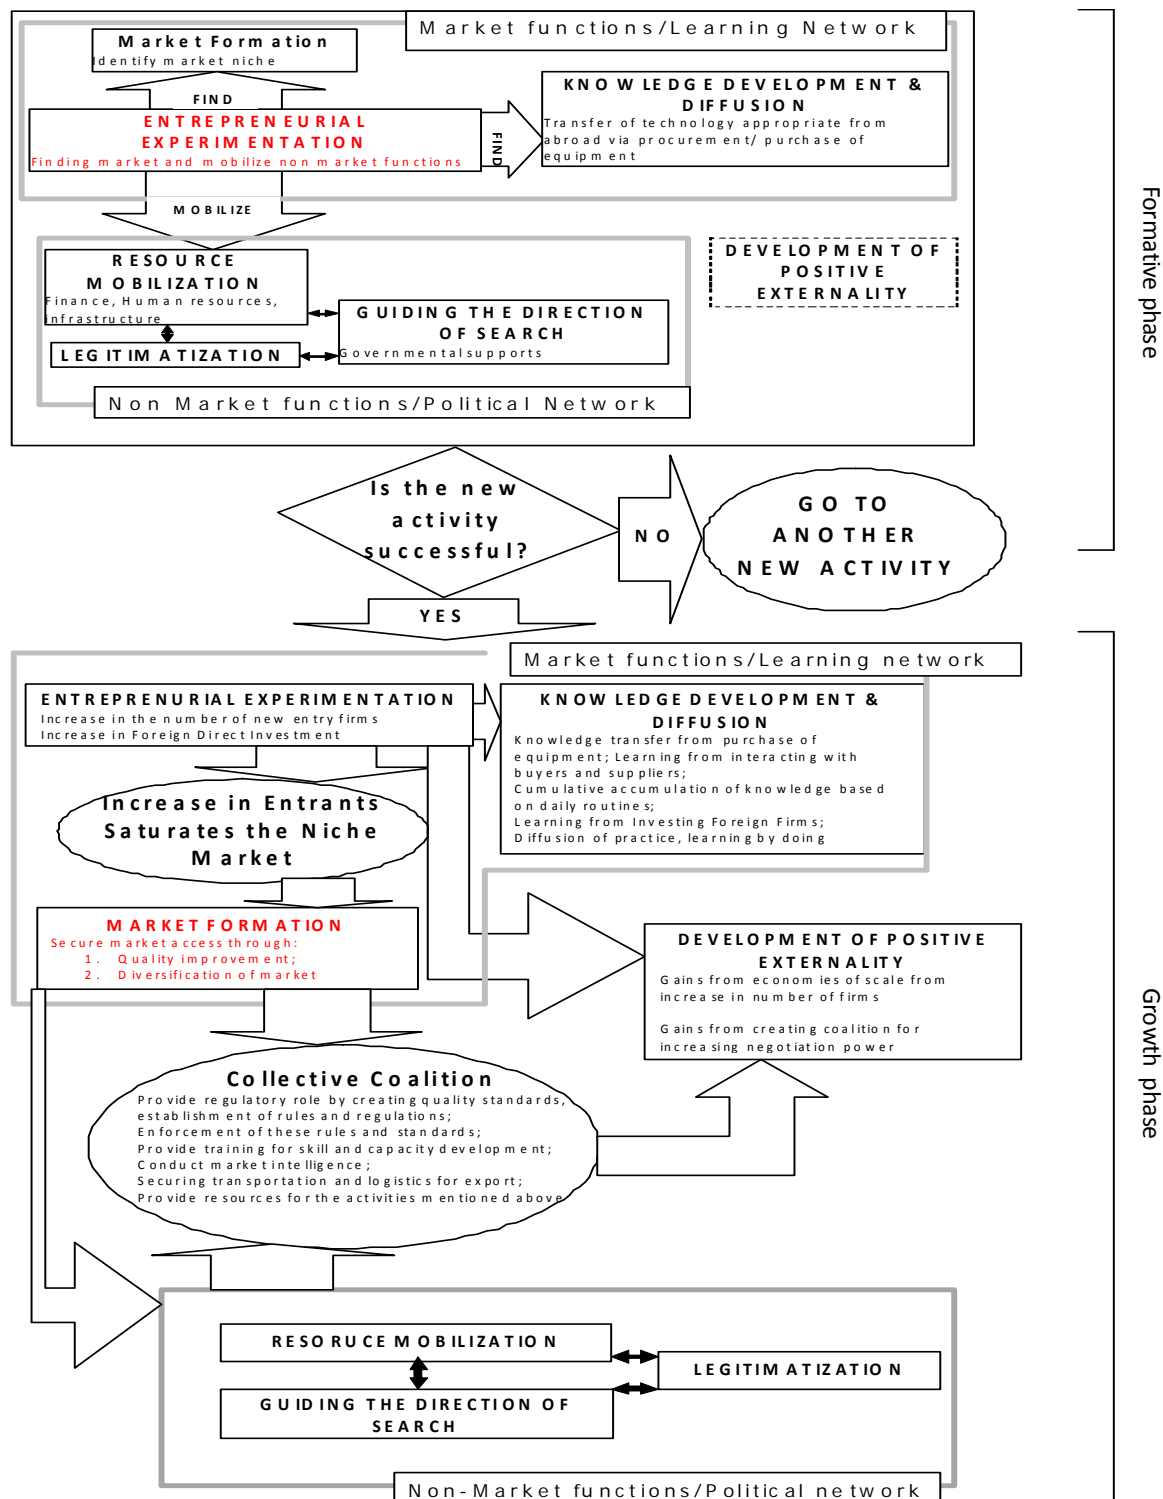 Market functions/Learning Network
Market Formation
Identify market niche
FIND
ENTREPRENEURIAL
EXPERIMENTATION
Finding market and mobilize non market functions
FIND
KNOWLEDGE DEVELOPMENT &
DIFFUSION
Transfer of technology appropriate from
abroad via procurement/ purchase of
equipment
MOBILIZE
RESOURCE
MOBILIZATION
Finance, Human resources,
infrastructure
GUIDING THE DIRECTION
OF SEARCH
Governmental supports
LEGITIMATIZATION
Non Market functions/Political Network
DEVELOPMENT OF
POSITIVE
EXTERNALITY
Formative phase
Is the new
activity
successful?
NO
GO TO
ANOTHER
NEW ACTIVITY
YES
Market functions/Learning network
ENTREPRENURIAL EXPERIMENTATION
Increase in the number of new entry firms
Increase in Foreign Direct Investment
KNOWLEDGE DEVELOPMENT &
DIFFUSION
Knowledge transfer from purchase of
equipment; Learning from interacting with
buyers and suppliers;
Cumulative accumulation of knowledge based
on daily routines;
Learning from Investing Foreign Firms;
Diffusion of practice, learning by doing
Increase in Entrants
Saturates the Niche
Market
MARKET FORMATION
Secure market access through:
1. Quality improvement;
2. Diversification of market
DEVELOPMENT OF POSITIVE
EXTERNALITY
Gains from economies of scale from
increase in number of firms
Gains from creating coalition for
increasing negotiation power
Growth phase
Collective Coalition
Provide regulatory role by creating quality standards,
establishment of rules and regulations;
Enforcement of these rules and standards;
Provide training for skill and capacity development;
Conduct market intelligence;
Securing transportation and logistics for export;
Provide resources for the activities mentioned above
RESORUCE MOBILIZATION
LEGITIMATIZATION
GUIDING THE DIRECTION OF
SEARCH
Non-Market functions/Political network